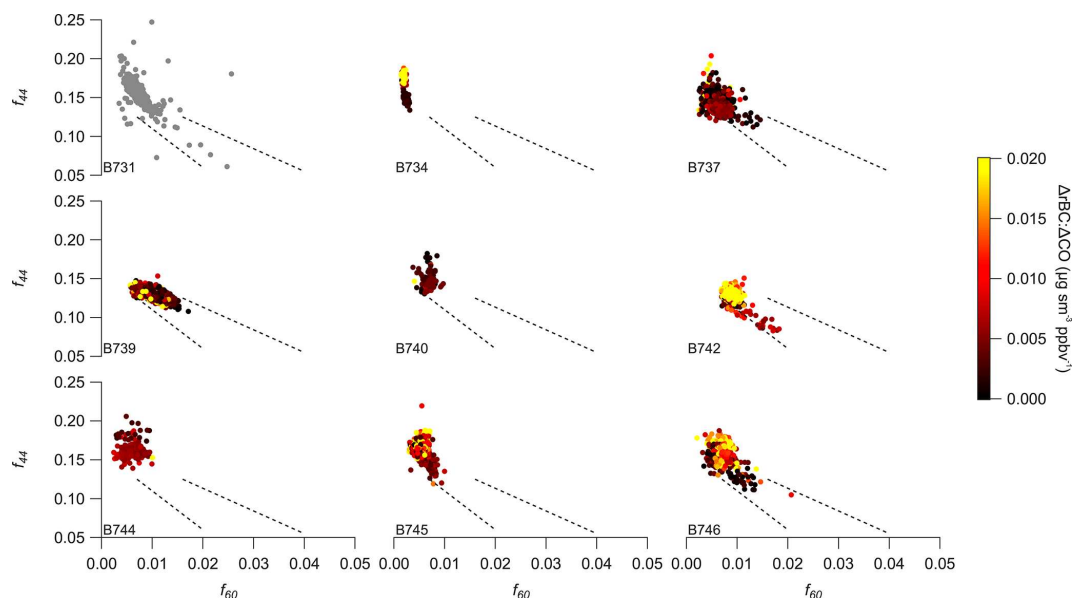 0.25
0.20
0.15
0.10
0.05
f44
B731
B734
B737
0.25
0.20
0.15
0.10
0.05
f44
B739
B740
B742
0.25
0.20
0.15
0.10
0.05
f44
B744
B745
B746
0.00 0.01 0.02 0.03 0.04 0.05
0.00 0.01 0.02 0.03 0.04 0.05
0.00 0.01 0.02 0.03 0.04 0.05
f60
f60
f60
0.020
0.015
0.010
0.005
0.000
ΔrBC:ΔCO (µg sm⁻³ ppbv⁻¹)